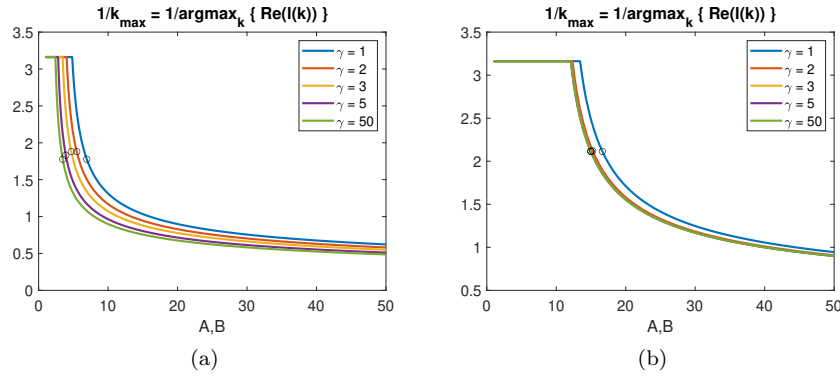 1/k_max = 1/argmax_k { Re(l(k)) }
3.5
3
2.5
2
1.5
1
0.5
0
0 10 20 30 40 50
A,B
γ = 1
γ = 2
γ = 3
γ = 5
γ = 50
(a)
1/k_max = 1/argmax_k { Re(l(k)) }
4
3.5
3
2.5
2
1.5
1
0.5
0 10 20 30 40 50
A,B
γ = 1
γ = 2
γ = 3
γ = 5
γ = 50
(b)